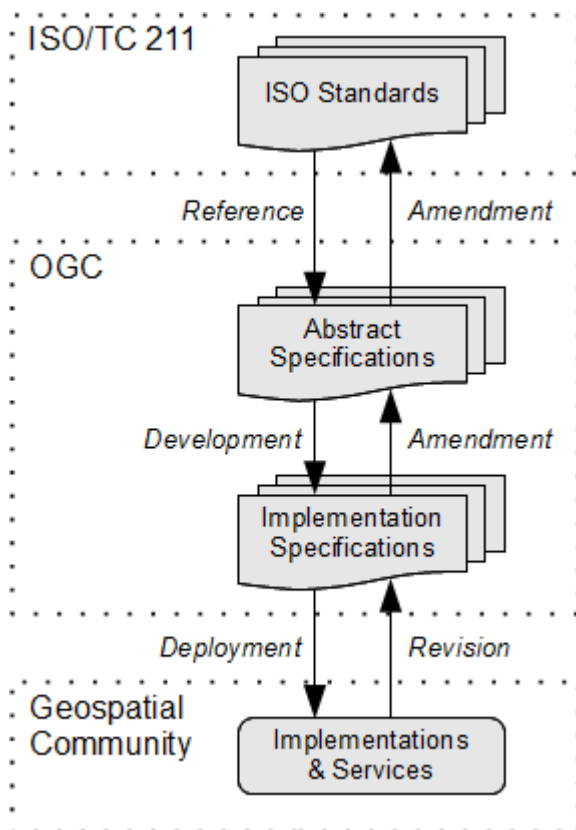 ISO/TC 211
ISO Standards
Reference
Amendment
OGC
Abstract
Specifications
Development
Amendment
Implementation
Specifications
Deployment
Revision
Geospatial
Community
Implementations
& Services